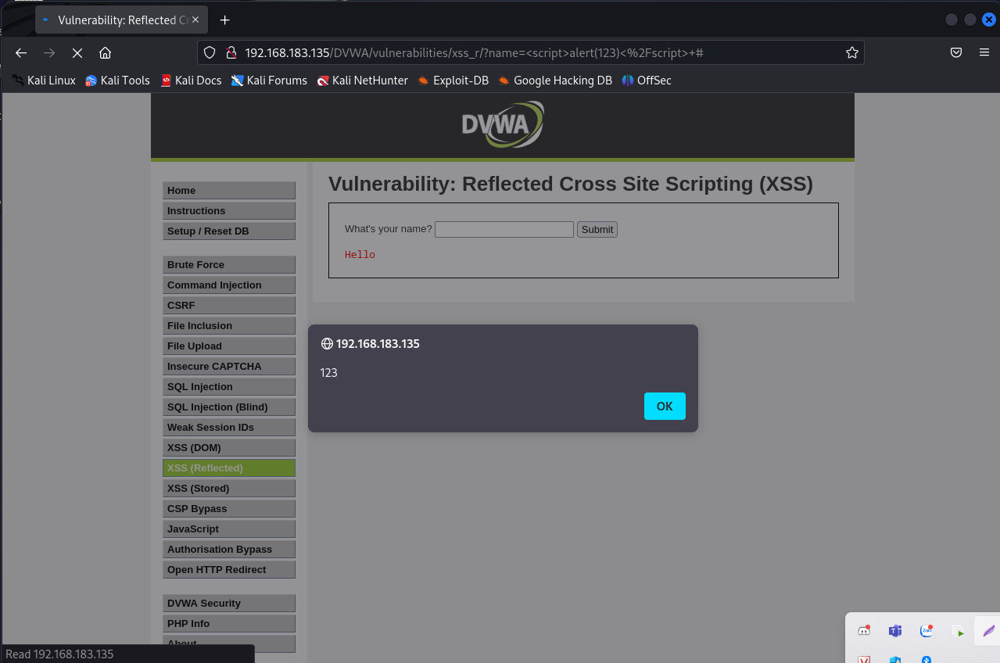 Vulnerability: Reflected Cr
192.168.183.135/DVWA/vulnerabilities/xss_r/?name=<script>alert(123)<%2Fscript>+#
Kali Linux Kali Tools Kali Docs Kali Forums Kali NetHunter Exploit-DB Google Hacking DB OffSec
DVWA
Home
Instructions
Setup / Reset DB
Brute Force
Command Injection
CSRF
File Inclusion
File Upload
Insecure CAPTCHA
SQL Injection
SQL Injection (Blind)
Weak Session IDs
XSS (DOM)
XSS (Reflected)
XSS (Stored)
CSP Bypass
JavaScript
Authorisation Bypass
Open HTTP Redirect
DVWA Security
PHP Info
About
Vulnerability: Reflected Cross Site Scripting (XSS)
What's your name? Submit
Hello
192.168.183.135
123
OK
Read 192.168.183.135
Zalo